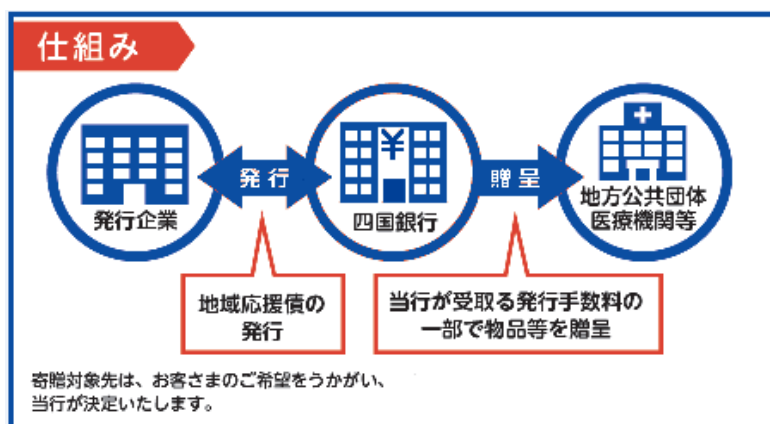 仕組み
発行企業
発行
¥
四国銀行
贈呈
地方公共団体
医療機関等
地域応援債の
発行
当行が受取る発行手数料の
一部で物品等を贈呈
寄贈対象先は、お客さまのご希望をうかがい、
当行が決定いたします。